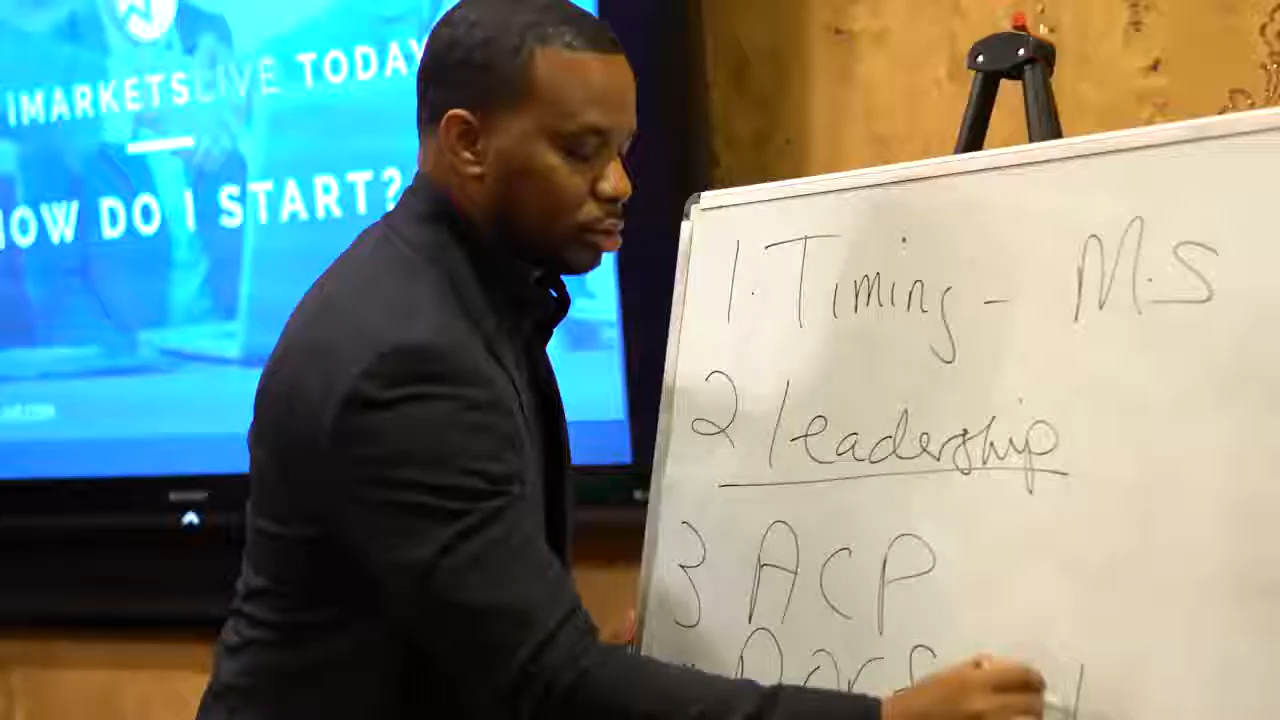 IMARKETSLIVE TODAY
HOW DO I START?
1. Timing - M.S
2 leadership
3 ACP